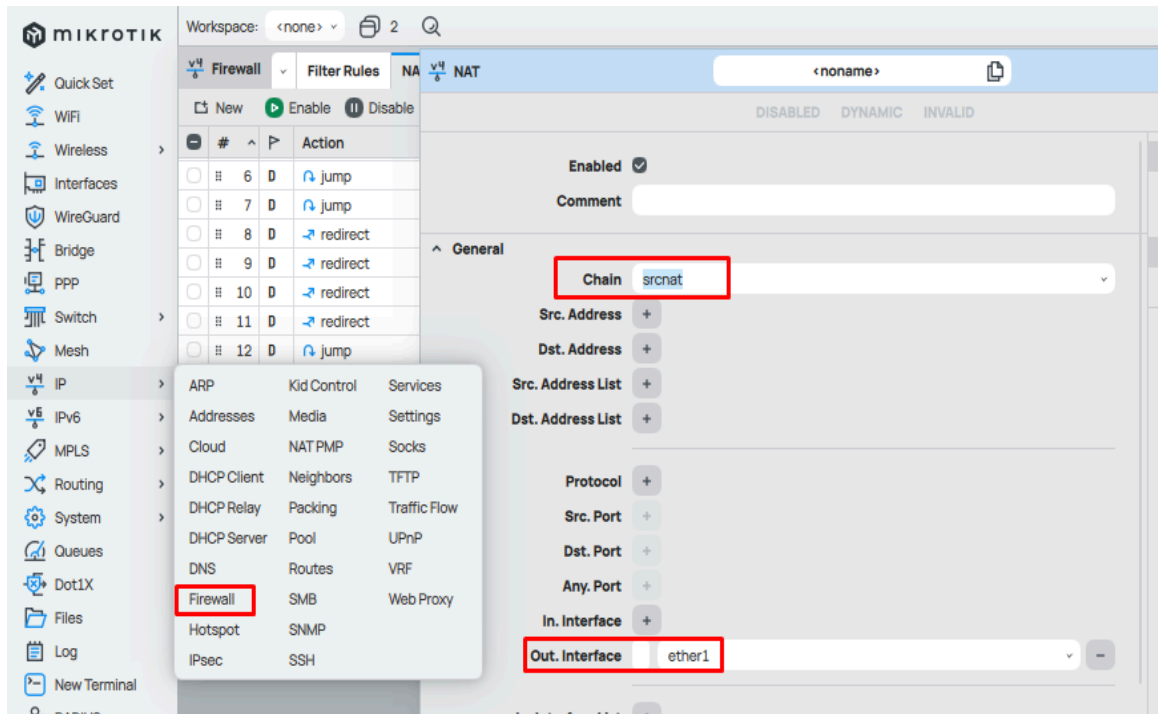 mikrotik
Quick Set
WiFi
Wireless
Interfaces
WireGuard
Bridge
PPP
Switch
Mesh
IP
IPv6
MPLS
Routing
System
Queues
Dot1X
Files
Log
New Terminal
Workspace: <none> 2
v4 Firewall Filter Rules NA
New Enable Disable
# Action
6 D jump
7 D jump
8 D redirect
9 D redirect
10 D redirect
11 D redirect
12 D jump
ARP Kid Control Services
Addresses Media Settings
Cloud NAT PMP Socks
DHCP Client Neighbors TFTP
DHCP Relay Packing Traffic Flow
DHCP Server Pool UPnP
DNS Routes VRF
Firewall SMB Web Proxy
Hotspot SNMP
IPsec SSH
v4 NAT <noname>
DISABLED DYNAMIC INVALID
Enabled
Comment
General
Chain srcnat
Src. Address +
Dst. Address +
Src. Address List +
Dst. Address List +
Protocol +
Src. Port +
Dst. Port +
Any. Port +
In. Interface +
Out. Interface ether1 -